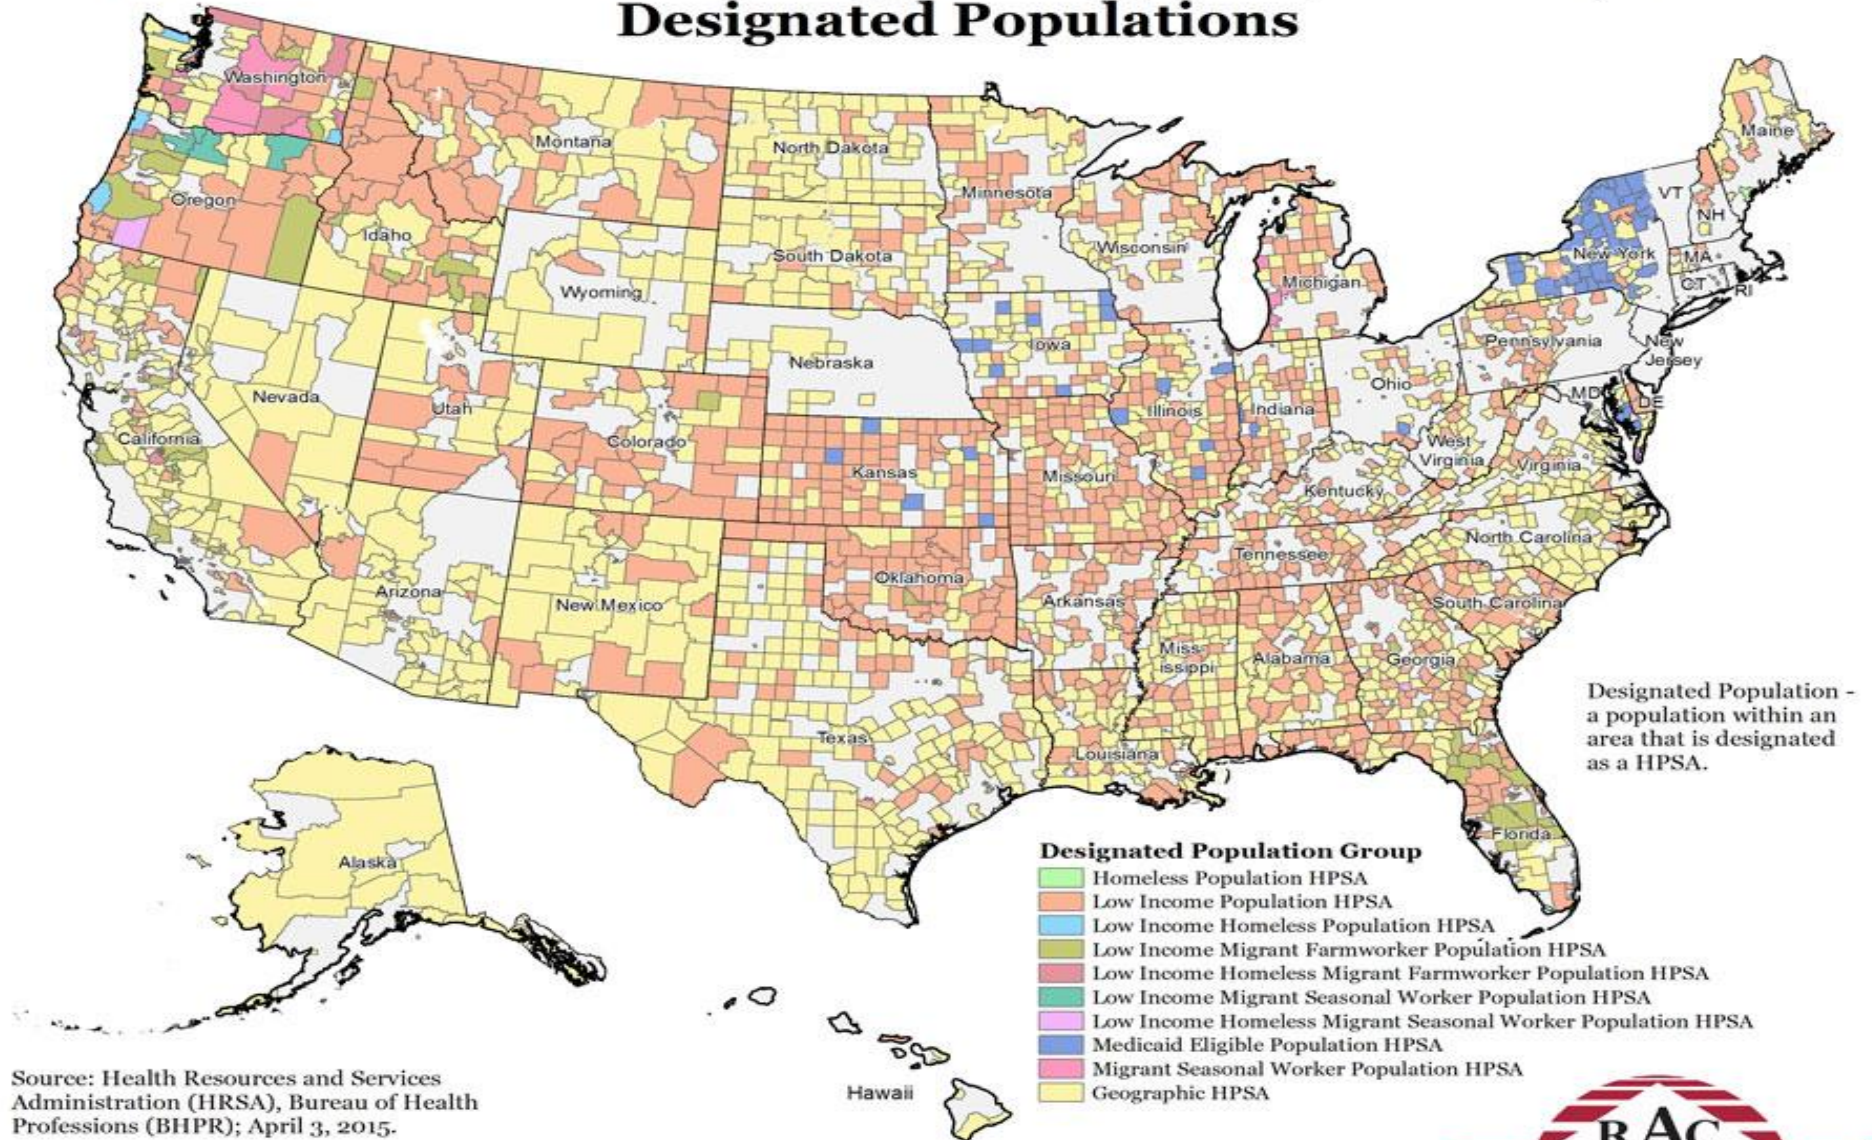 Designated Populations
Washington
Oregon
Idaho
Montana
North Dakota
Minnesota
Wisconsin
Michigan
Maine
VT
NH
New York
MA
CT
RI
South Dakota
Wyoming
Nebraska
Iowa
Illinois
Indiana
Ohio
Pennsylvania
New
Jersey
MD
DE
Nevada
Utah
Colorado
California
Kansas
Missouri
Kentucky
West
Virginia
Virginia
North Carolina
Tennessee
Arizona
New Mexico
Oklahoma
Arkansas
South Carolina
Miss-
issippi
Alabama
Georgia
Texas
Louisiana
Florida
Alaska
Hawaii
Designated Population -
a population within an
area that is designated
as a HPSA.
Designated Population Group
Homeless Population HPSA
Low Income Population HPSA
Low Income Homeless Population HPSA
Low Income Migrant Farmworker Population HPSA
Low Income Homeless Migrant Farmworker Population HPSA
Low Income Migrant Seasonal Worker Population HPSA
Low Income Homeless Migrant Seasonal Worker Population HPSA
Medicaid Eligible Population HPSA
Migrant Seasonal Worker Population HPSA
Geographic HPSA
Source: Health Resources and Services
Administration (HRSA), Bureau of Health
Professions (BHPR); April 3, 2015.
RAC